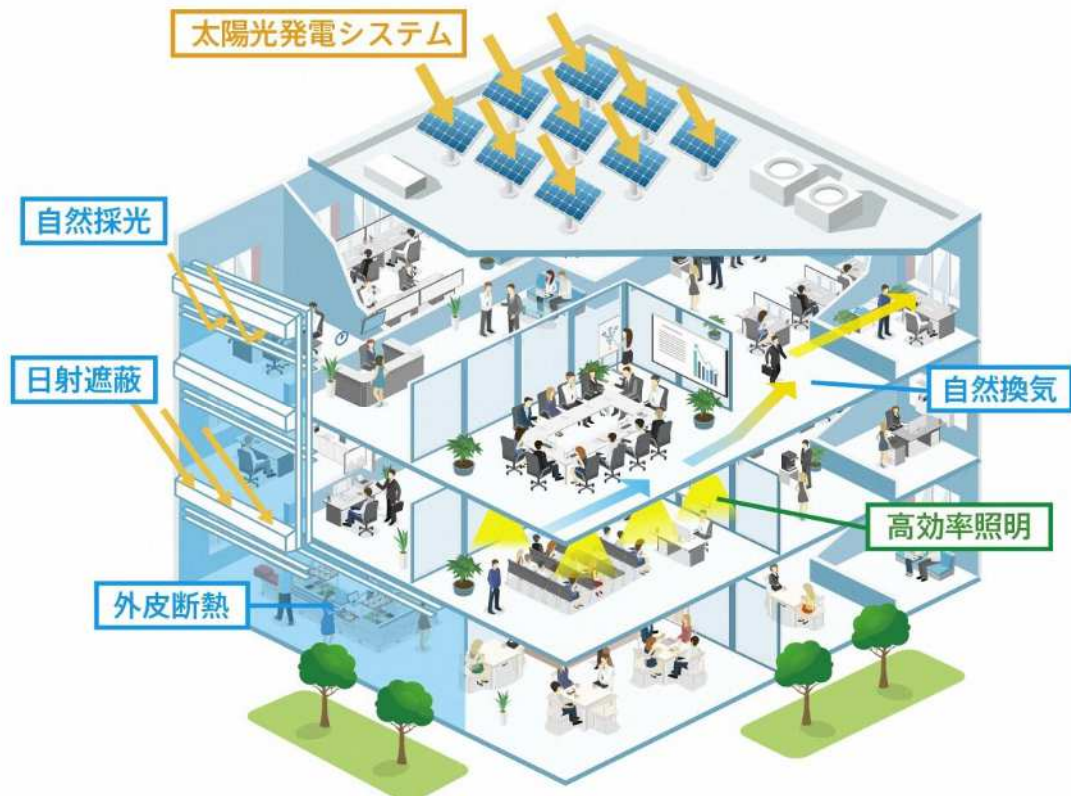 太陽光発電システム
自然採光
日射遮蔽
自然換気
高効率照明
外皮断熱